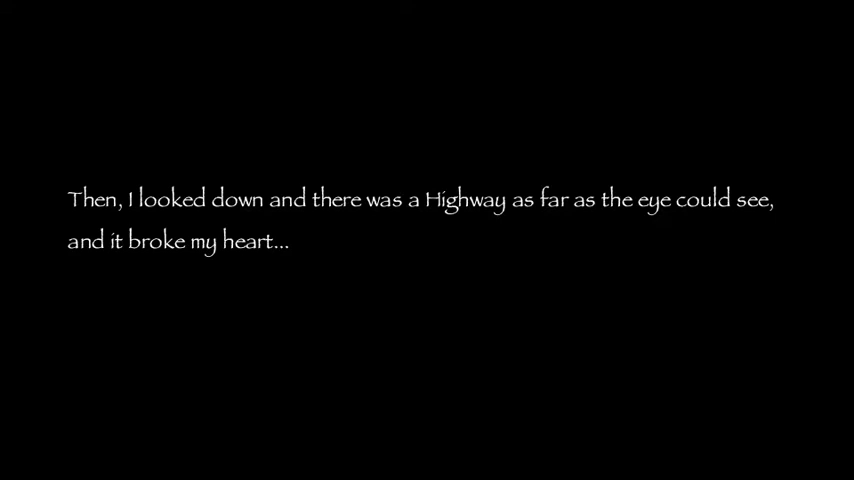 Then, I looked down and there was a Highway as far as the eye could see,
and it broke my heart...